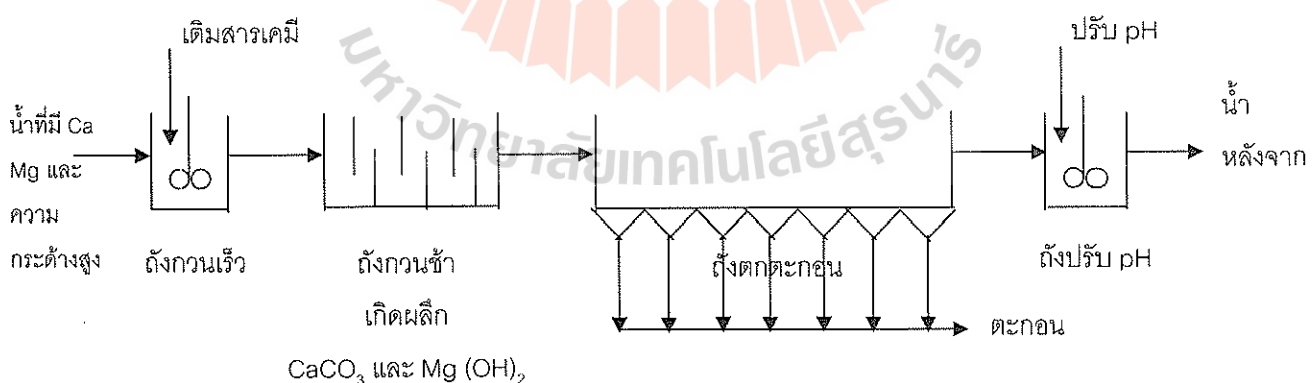 เติมสารเคมี
ปรับ pH
น้ำที่มี Ca
Mg และ
ความ
กระด้างสูง
น้ำ
หลังจาก
ถังกวนเร็ว
ถังกวนช้า
เกิดผลึก
CaCO₃ และ Mg (OH)₂
ถังตกตะกอน
ถังปรับ pH
ตะกอน
มหาวิทยาลัยเทคโนโลยีสุรนารี